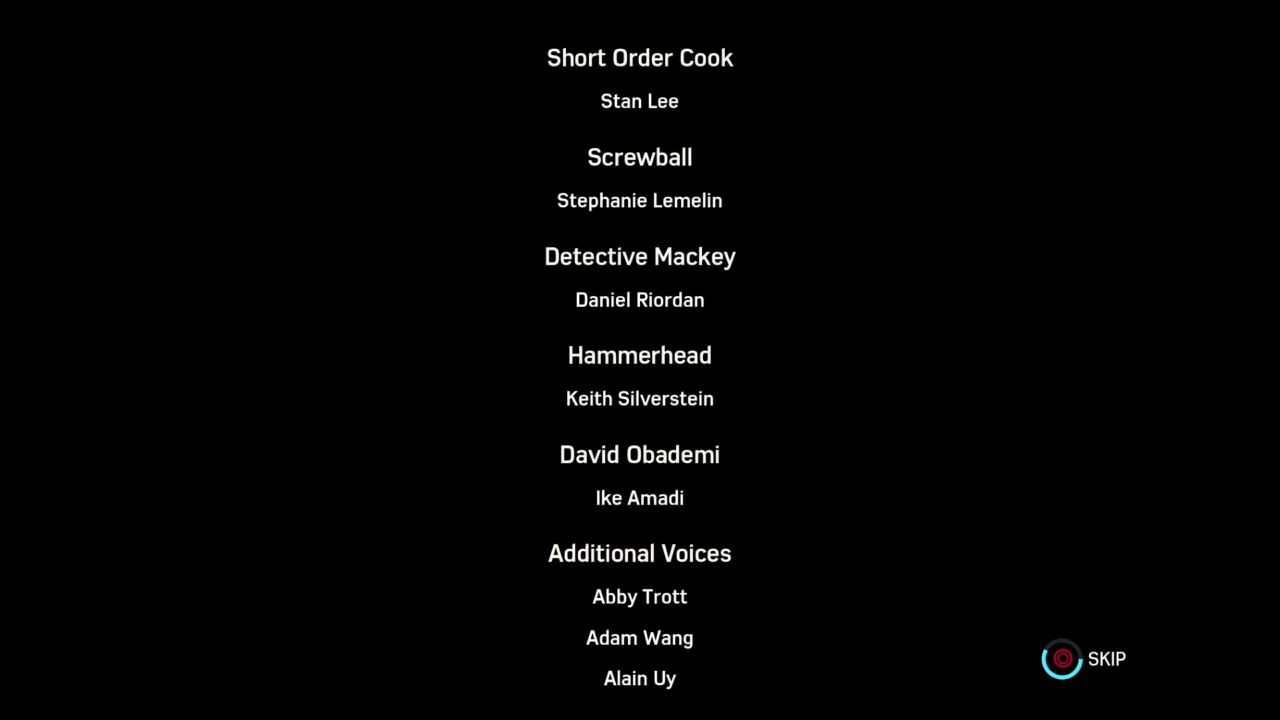 Short Order Cook
Stan Lee
Screwball
Stephanie Lemelin
Detective Mackey
Daniel Riordan
Hammerhead
Keith Silverstein
David Obademi
Ike Amadi
Additional Voices
Abby Trott
Adam Wang
Alain Uy
SKIP